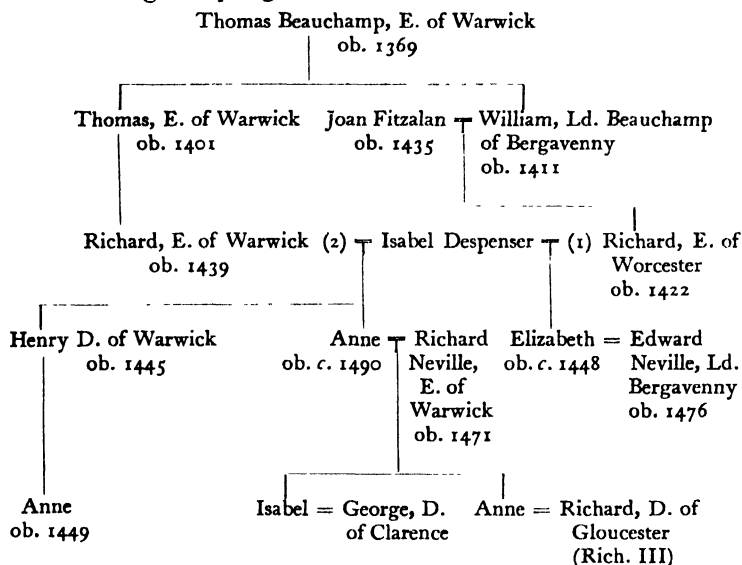 Thomas Beauchamp, E. of Warwick
ob. 1369
Thomas, E. of Warwick
ob. 1401
Joan Fitzalan
ob. 1435
William, Ld. Beauchamp
of Bergavenny
ob. 1411
Richard, E. of Warwick (2)
ob. 1439
Isabel Despenser
(1) Richard, E. of
Worcester
ob. 1422
Henry D. of Warwick
ob. 1445
Anne
ob. c. 1490
Richard
Neville,
E. of
Warwick
ob. 1471
Elizabeth =
ob. c. 1448
Edward
Neville, Ld.
Bergavenny
ob. 1476
Anne
ob. 1449
Isabel = George, D.
of Clarence
Anne = Richard, D. of
Gloucester
(Rich. III)